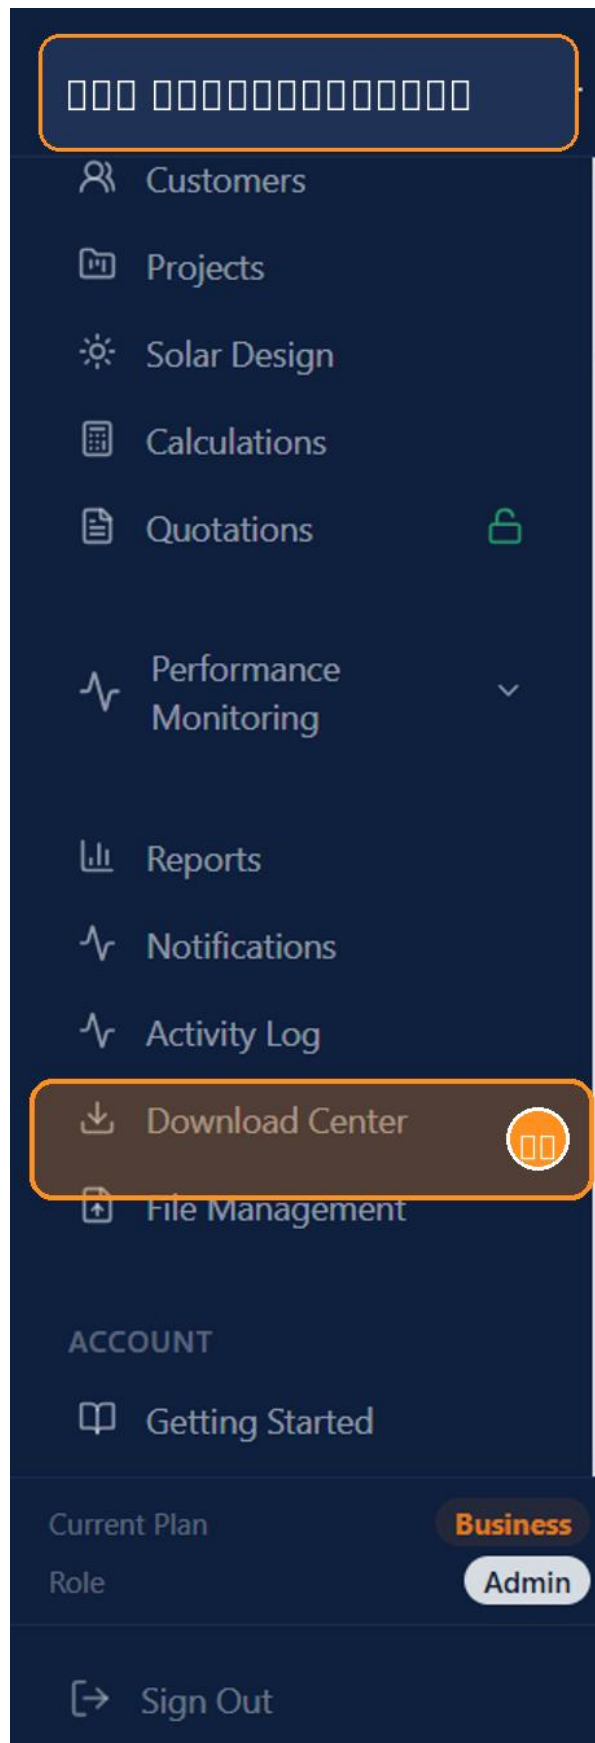 Customers
Projects
Solar Design
Calculations
Quotations
Performance
Monitoring
Reports
Notifications
Activity Log
Download Center
File Management
ACCOUNT
Getting Started
Current Plan Business
Role Admin
Sign Out